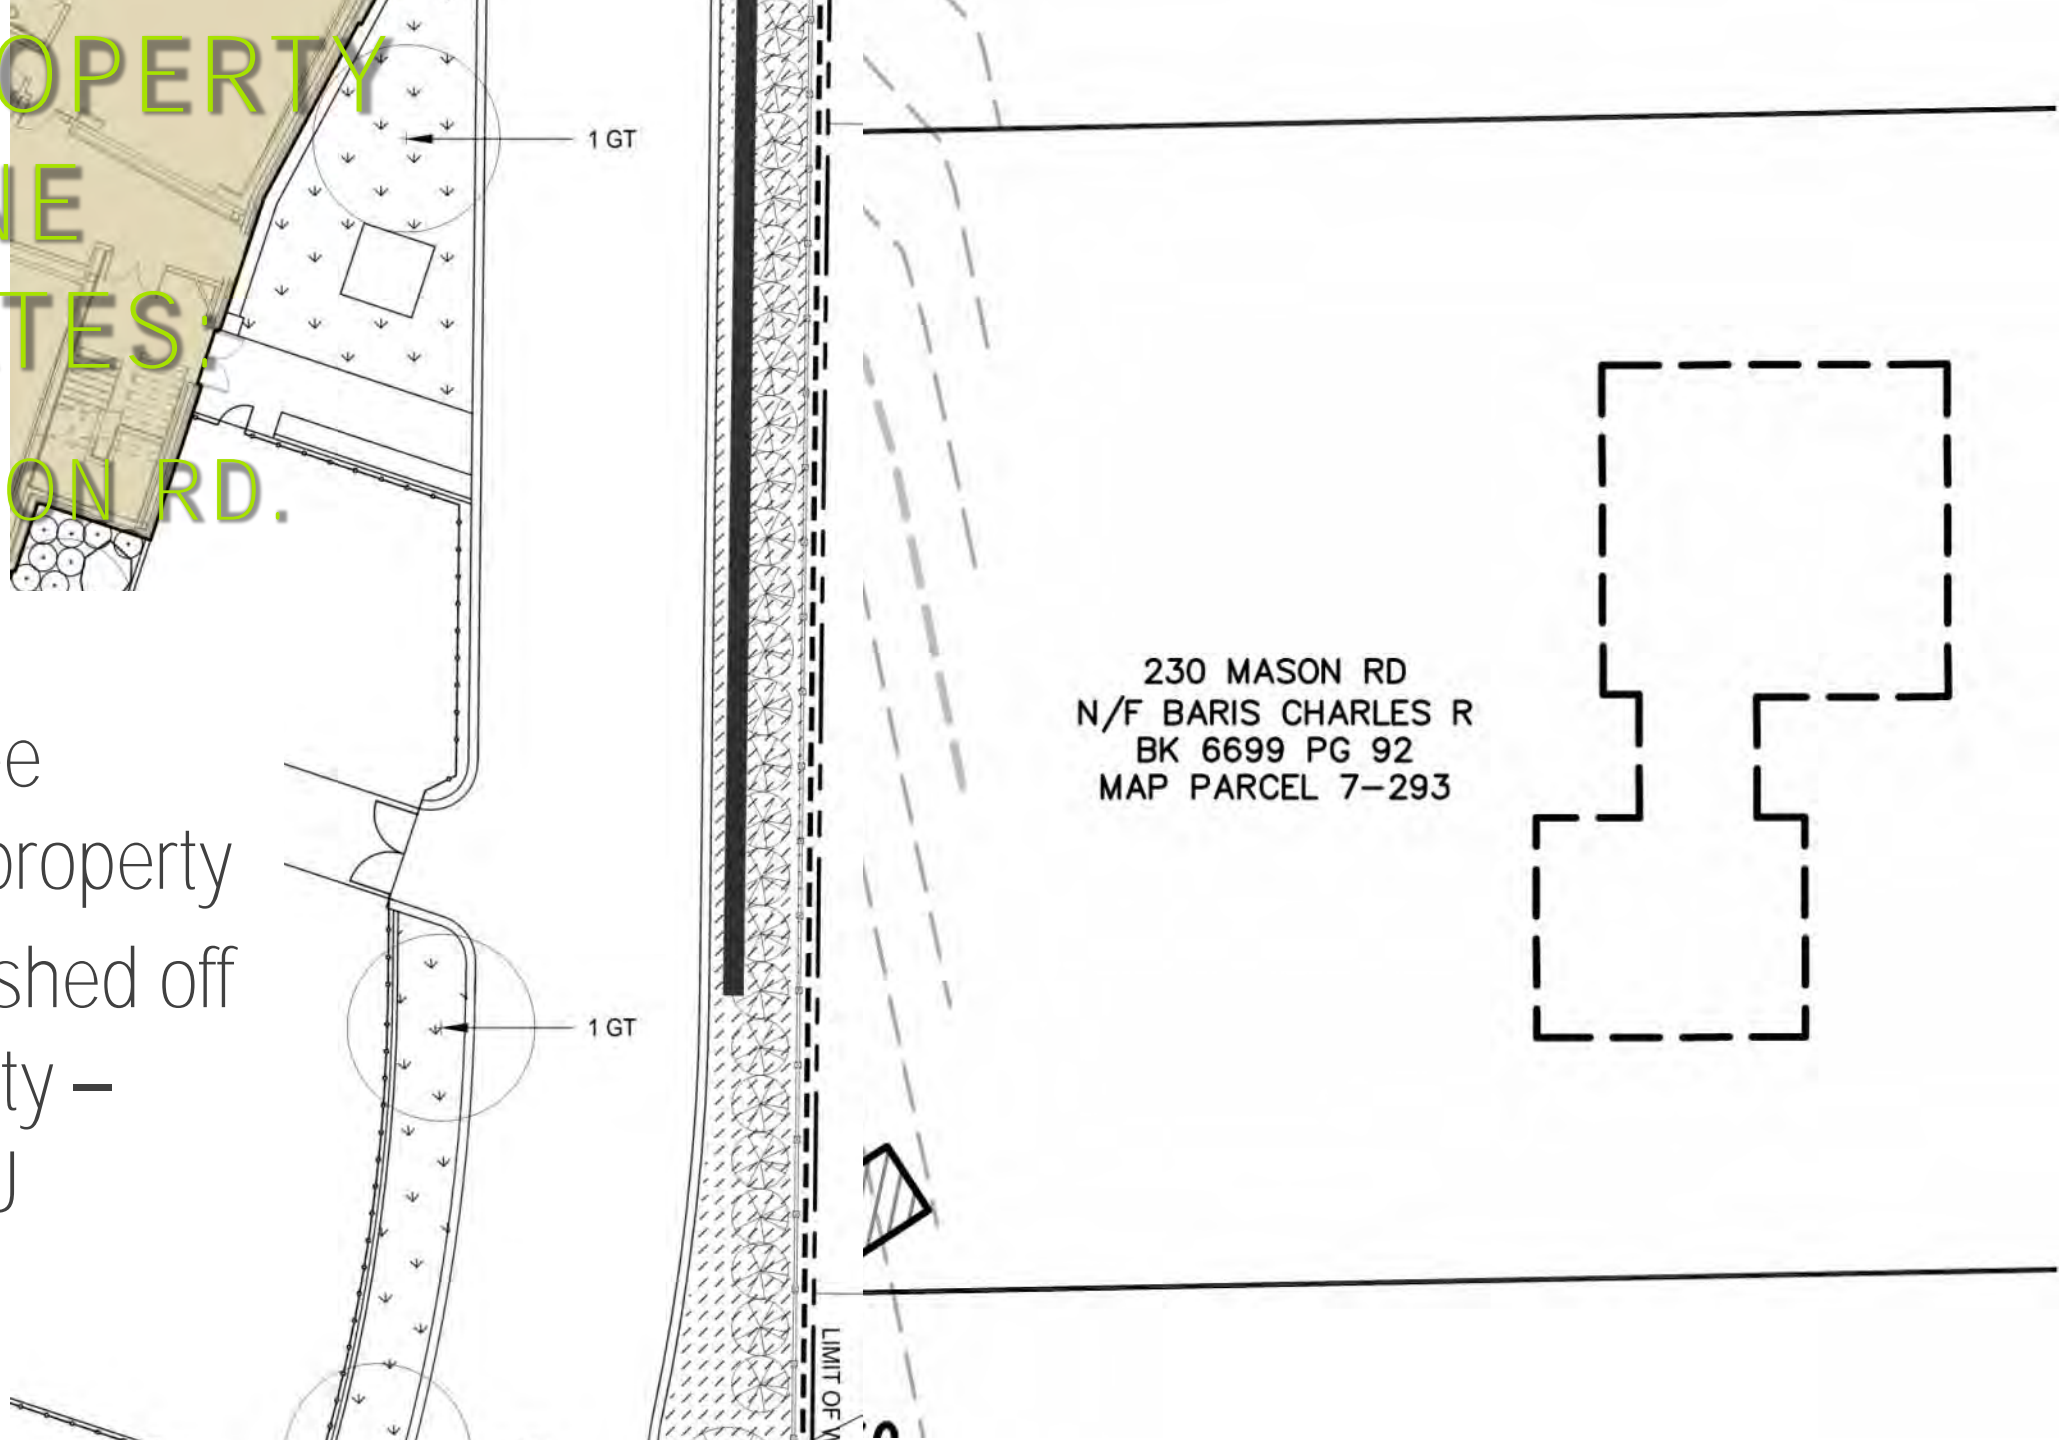 OPERTY
NE
TES:
ON RD.
e
property
shed off
ty –
1 GT
1 GT
230 MASON RD
N/F BARIS CHARLES R
BK 6699 PG 92
MAP PARCEL 7-293
LIMIT OF